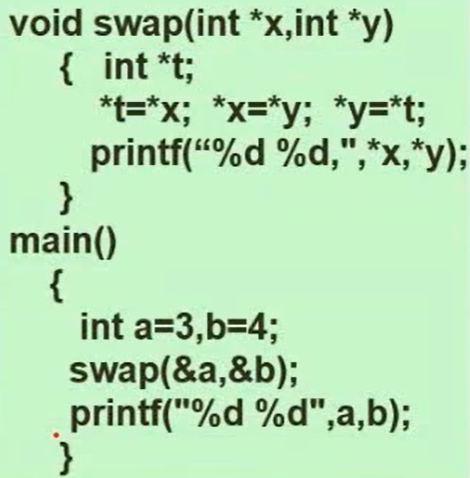 void swap(int *x,int *y)
{ int *t;
*t=*x; *x=*y; *y=*t;
printf(“%d %d,",*x,*y);
}
main()
{
int a=3,b=4;
swap(&a,&b);
printf("%d %d",a,b);
}